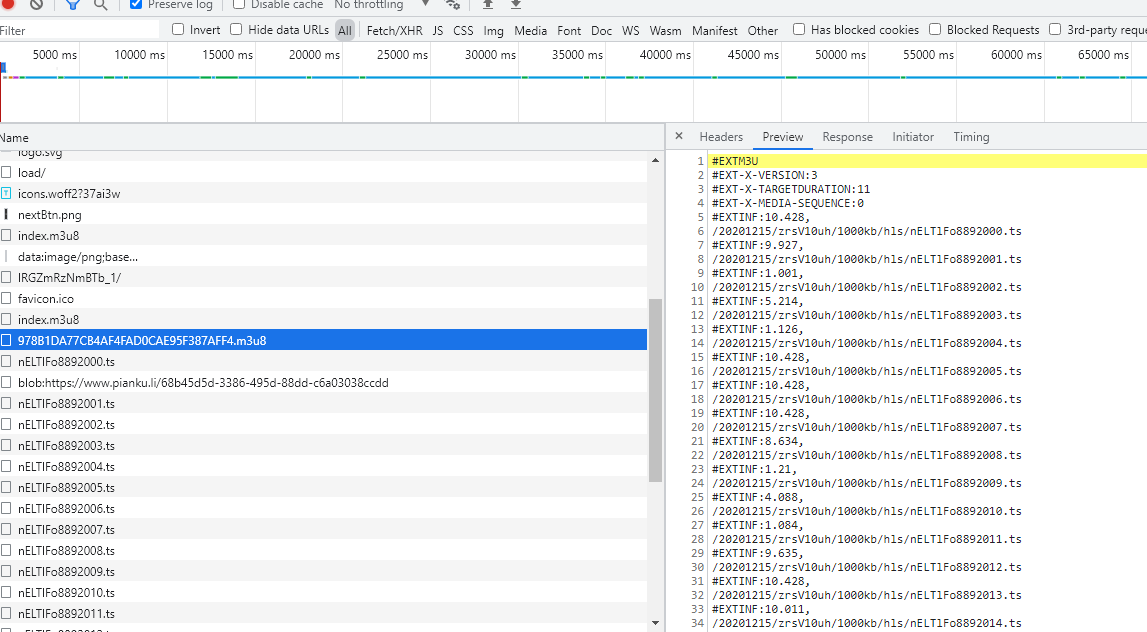 Preserve log Disable cache No throttling
Filter Invert Hide data URLs All Fetch/XHR JS CSS Img Media Font Doc WS Wasm Manifest Other Has blocked cookies Blocked Requests 3rd-party reque
5000 ms 10000 ms 15000 ms 20000 ms 25000 ms 30000 ms 35000 ms 40000 ms 45000 ms 50000 ms 55000 ms 60000 ms 65000 ms
Name
logo.svg
load/
icons.woff2?37ai3w
nextBtn.png
index.m3u8
data:image/png;base...
IRGZmRzNmBTb_1/
favicon.ico
index.m3u8
978B1DA77CB4AF4FAD0CAE95F387AFF4.m3u8
nELTlFo8892000.ts
blob:https://www.pianku.li/68b45d5d-3386-495d-88dd-c6a03038ccdd
nELTlFo8892001.ts
nELTlFo8892002.ts
nELTlFo8892003.ts
nELTlFo8892004.ts
nELTlFo8892005.ts
nELTlFo8892006.ts
nELTlFo8892007.ts
nELTlFo8892008.ts
nELTlFo8892009.ts
nELTlFo8892010.ts
nELTlFo8892011.ts
× Headers Preview Response Initiator Timing
1 #EXTM3U
2 #EXT-X-VERSION:3
3 #EXT-X-TARGETDURATION:11
4 #EXT-X-MEDIA-SEQUENCE:0
5 #EXTINF:10.428,
6 /20201215/zrsV10uh/1000kb/hls/nELTlFo8892000.ts
7 #EXTINF:9.927,
8 /20201215/zrsV10uh/1000kb/hls/nELTlFo8892001.ts
9 #EXTINF:1.001,
10 /20201215/zrsV10uh/1000kb/hls/nELTlFo8892002.ts
11 #EXTINF:5.214,
12 /20201215/zrsV10uh/1000kb/hls/nELTlFo8892003.ts
13 #EXTINF:1.126,
14 /20201215/zrsV10uh/1000kb/hls/nELTlFo8892004.ts
15 #EXTINF:10.428,
16 /20201215/zrsV10uh/1000kb/hls/nELTlFo8892005.ts
17 #EXTINF:10.428,
18 /20201215/zrsV10uh/1000kb/hls/nELTlFo8892006.ts
19 #EXTINF:10.428,
20 /20201215/zrsV10uh/1000kb/hls/nELTlFo8892007.ts
21 #EXTINF:8.634,
22 /20201215/zrsV10uh/1000kb/hls/nELTlFo8892008.ts
23 #EXTINF:1.21,
24 /20201215/zrsV10uh/1000kb/hls/nELTlFo8892009.ts
25 #EXTINF:4.088,
26 /20201215/zrsV10uh/1000kb/hls/nELTlFo8892010.ts
27 #EXTINF:1.084,
28 /20201215/zrsV10uh/1000kb/hls/nELTlFo8892011.ts
29 #EXTINF:9.635,
30 /20201215/zrsV10uh/1000kb/hls/nELTlFo8892012.ts
31 #EXTINF:10.428,
32 /20201215/zrsV10uh/1000kb/hls/nELTlFo8892013.ts
33 #EXTINF:10.011,
34 /20201215/zrsV10uh/1000kb/hls/nELTlFo8892014.ts